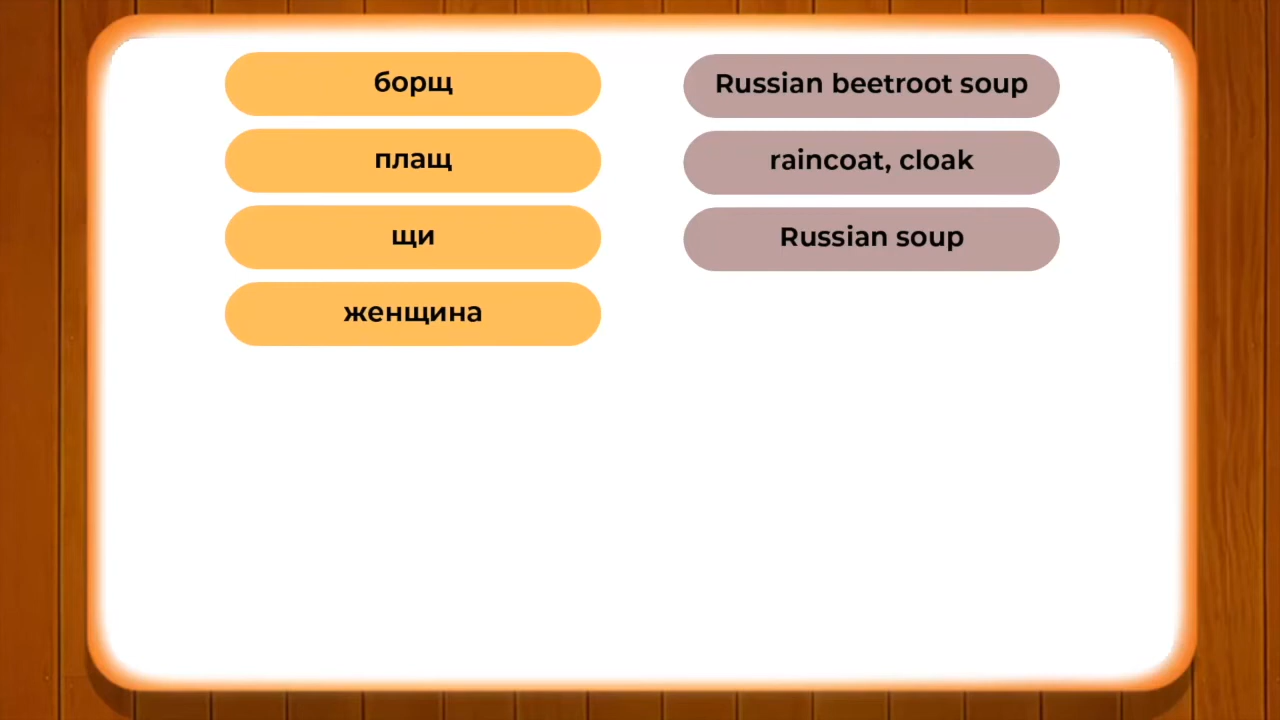 борщ
Russian beetroot soup
плащ
raincoat, cloak
щи
Russian soup
женщина